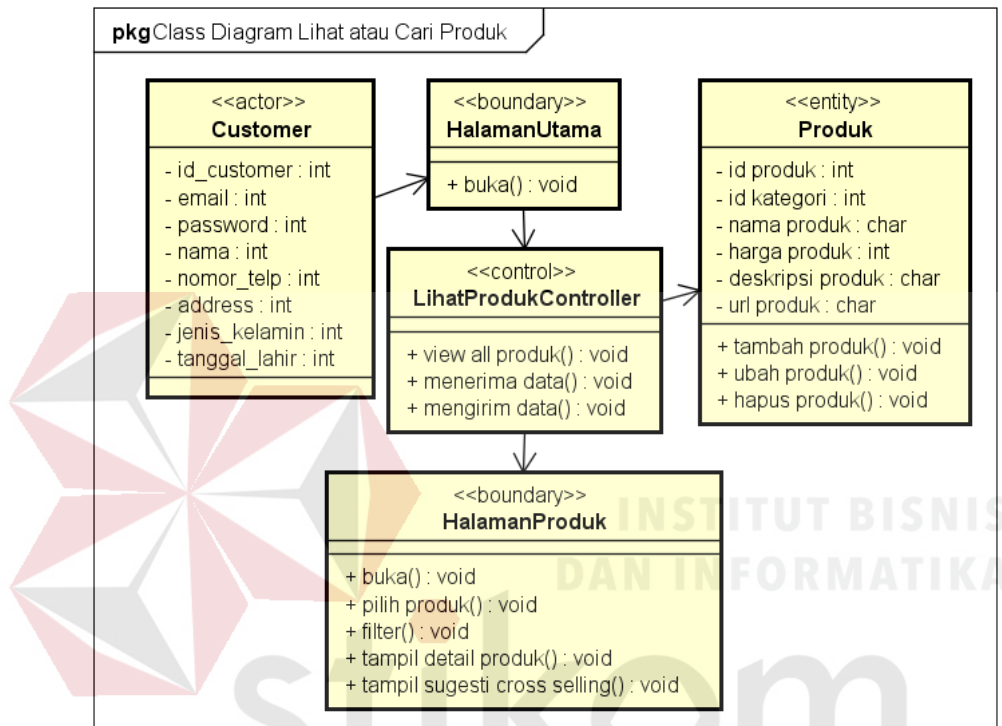 pkg Class Diagram Lihat atau Cari Produk
<<actor>>
Customer
- id_customer : int
- email : int
- password : int
- nama : int
- nomor_telp : int
- address : int
- jenis_kelamin : int
- tanggal_lahir : int
<<boundary>>
HalamanUtama
+ buka() : void
<<entity>>
Produk
- id produk : int
- id kategori : int
- nama produk : char
- harga produk : int
- deskripsi produk : char
- url produk : char
+ tambah produk() : void
+ ubah produk() : void
+ hapus produk() : void
<<control>>
LihatProdukController
+ view all produk() : void
+ menerima data() : void
+ mengirim data() : void
<<boundary>>
HalamanProduk
+ buka() : void
+ pilih produk() : void
+ filter() : void
+ tampil detail produk() : void
+ tampil sugesti cross selling() : void
INSTITUT BISNIS
DAN INFORMATIKA
stikom